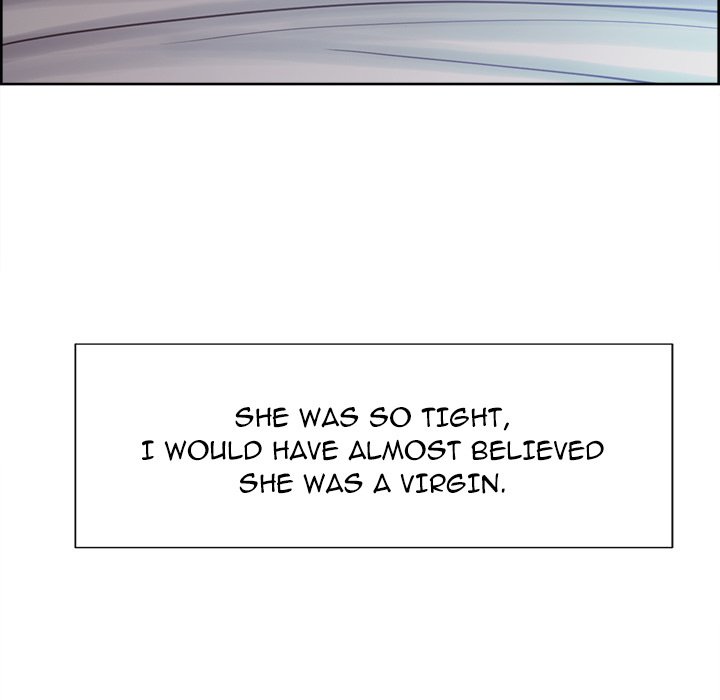 SHE WAS SO TIGHT,
I WOULD HAVE ALMOST BELIEVED
SHE WAS A VIRGIN.